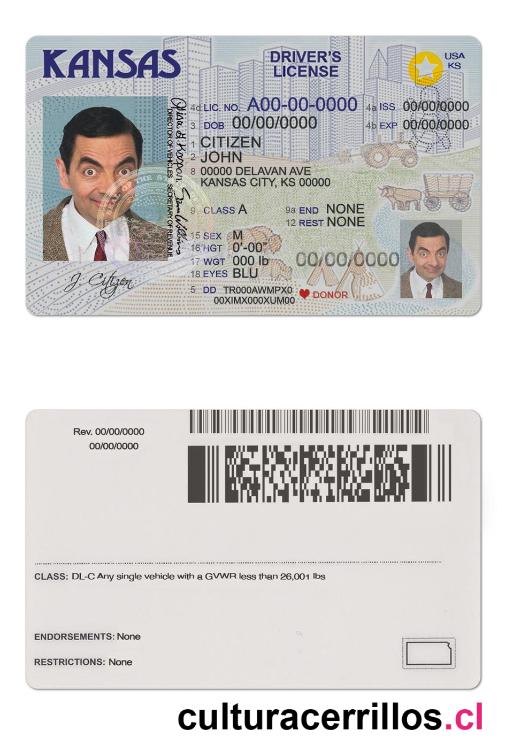 KANSAS
DRIVER'S
LICENSE
USA
KS
4d LIC. NO. A00-00-0000 4a ISS 00/00/0000
3 DOB 00/00/0000 4b EXP 00/00/0000
1 CITIZEN
2 JOHN
8 00000 DELAVAN AVE
KANSAS CITY, KS 00000
9 CLASS A 9a END NONE
12 REST NONE
15 SEX M
16 HGT 0'-00"
17 WGT 000 lb 00/00/0000
18 EYES BLU
5 DD TR000AWMPX0
00XIMX000XUM00
DONOR
DIRECTOR OF VEHICLES SECRETARY OF REVENUE
J. Citizen
Rev. 00/00/0000
00/00/0000
CLASS: DL-C Any single vehicle with a GVWR less than 26,001 lbs
ENDORSEMENTS: None
RESTRICTIONS: None
culturacerrillos.cl